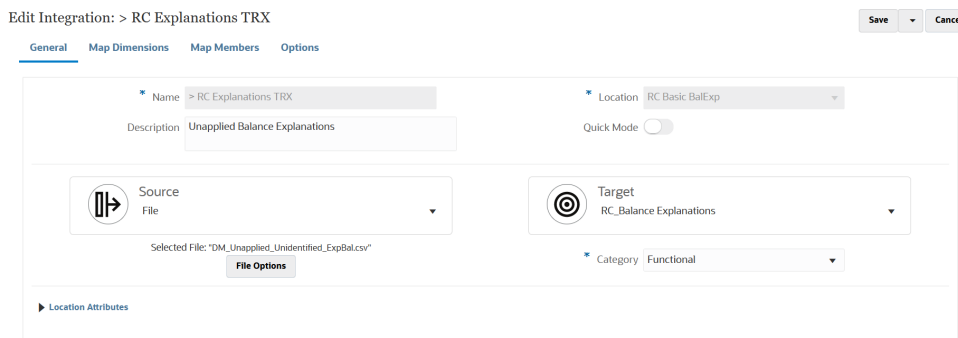 Edit Integration: > RC Explanations TRX
Save
Cance
General Map Dimensions Map Members Options
* Name > RC Explanations TRX
* Location RC Basic BalExp
Description Unapplied Balance Explanations
Quick Mode
Source
File
Target
RC_Balance Explanations
Selected File: "DM_Unapplied_Unidentified_ExpBal.csv"
File Options
* Category Functional
Location Attributes